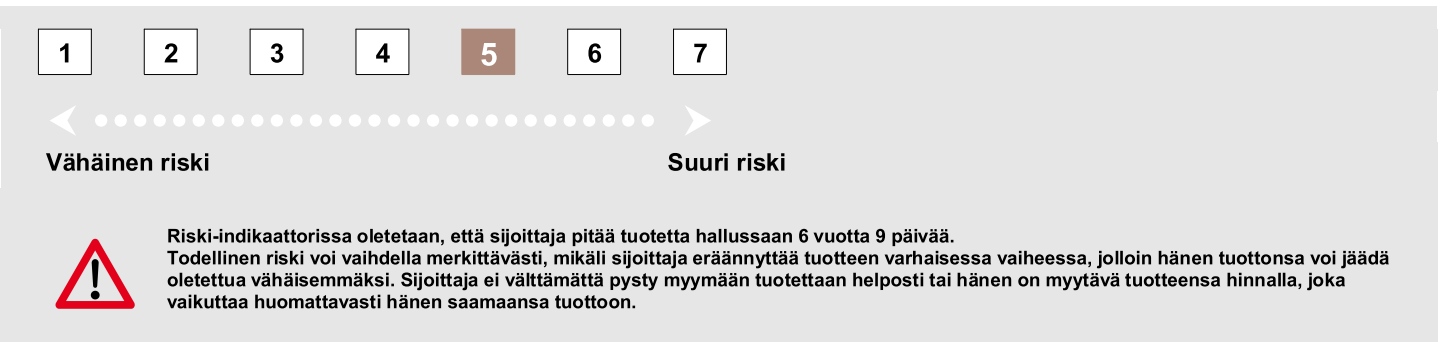 1 2 3 4 5 6 7
Vähäinen riski Suuri riski
Riski-indikaattorissa oletetaan, että sijoittaja pitää tuotetta hallussaan 6 vuotta 9 päivää.
Todellinen riski voi vaihdella merkittävästi, mikäli sijoittaja eräännyttää tuotteen varhaisessa vaiheessa, jolloin hänen tuottonsa voi jäädä
oletettua vähäisemmäksi. Sijoittaja ei välttämättä pysty myymään tuotettaan helposti tai hänen on myytävä tuotteensa hinnalla, joka
vaikuttaa huomattavasti hänen saamaansa tuottoon.